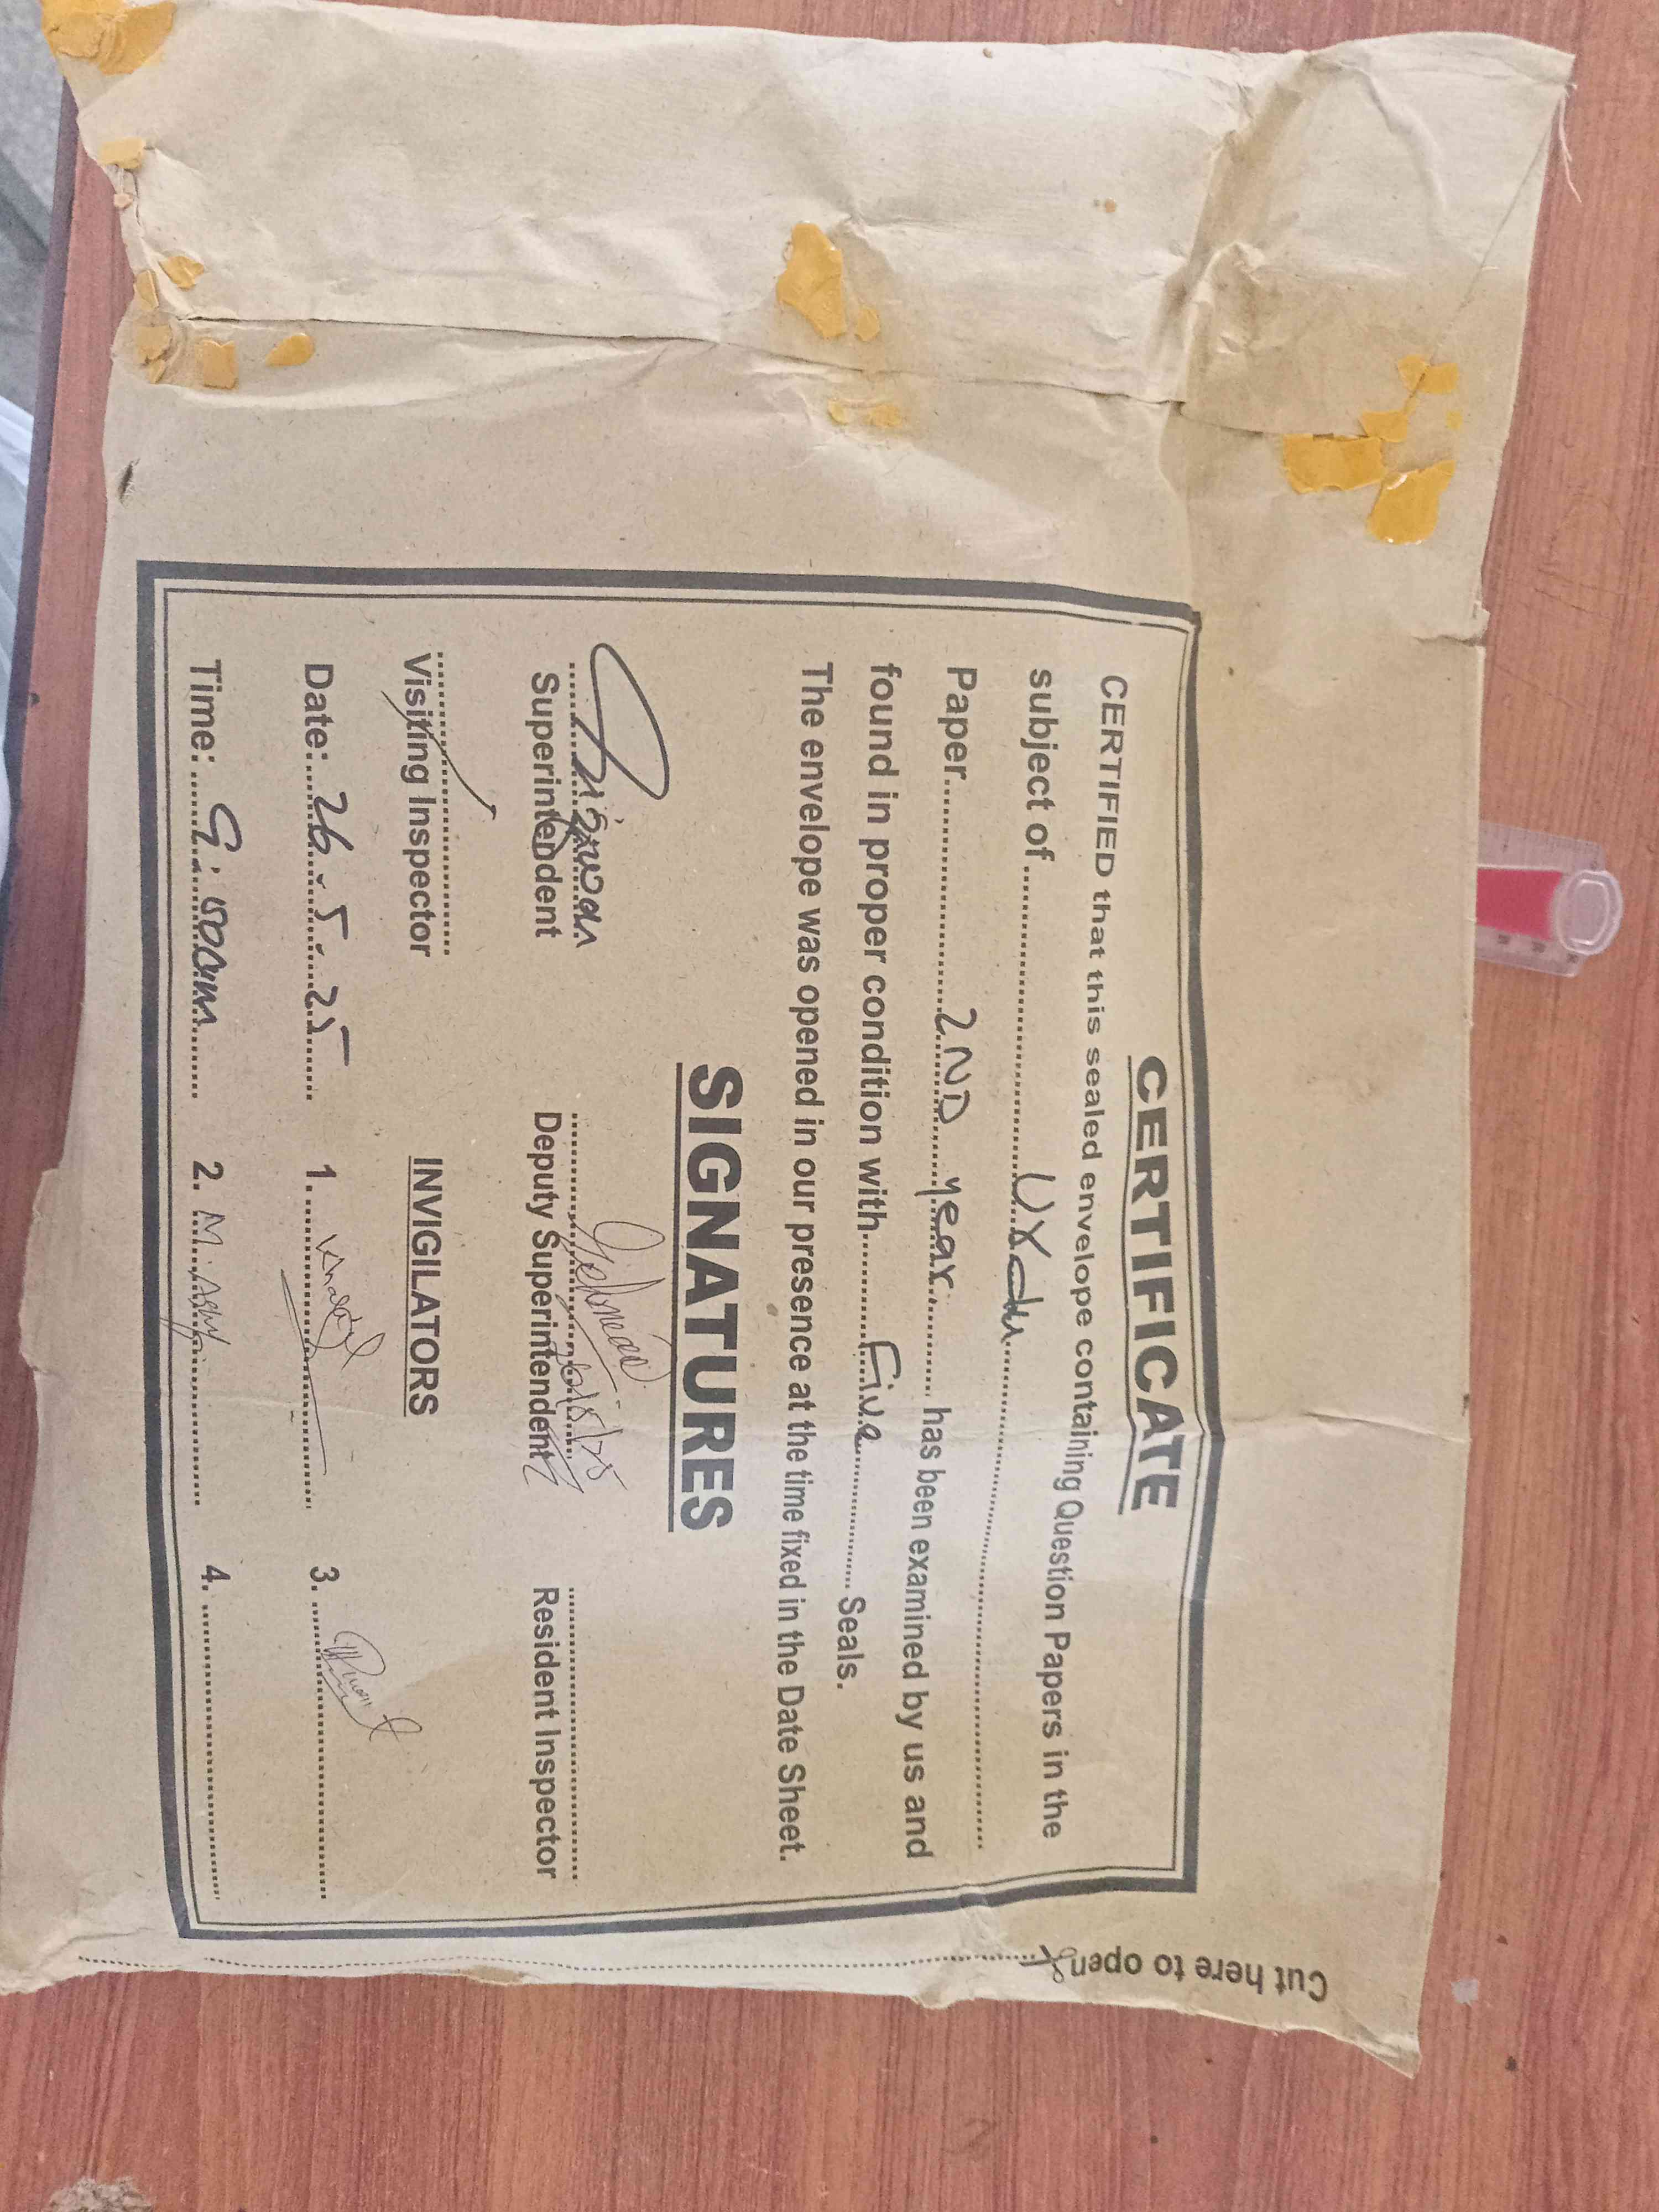 CERTIFICATE
CERTIFIED that this sealed envelope containing Question Papers in the
subject of.......... Urdu ..........
Paper.......... 2ND year .......... has been examined by us and
found in proper condition with.......... Five .......... Seals.
The envelope was opened in our presence at the time fixed in the Date Sheet.
SIGNATURES
26/5/25
Superintendent Deputy Superintendent Resident Inspector
Visiting Inspector INVIGILATORS
Date: 26-5-25 1. 3.
Time: 9:00am 2. 4.
Cut here to open